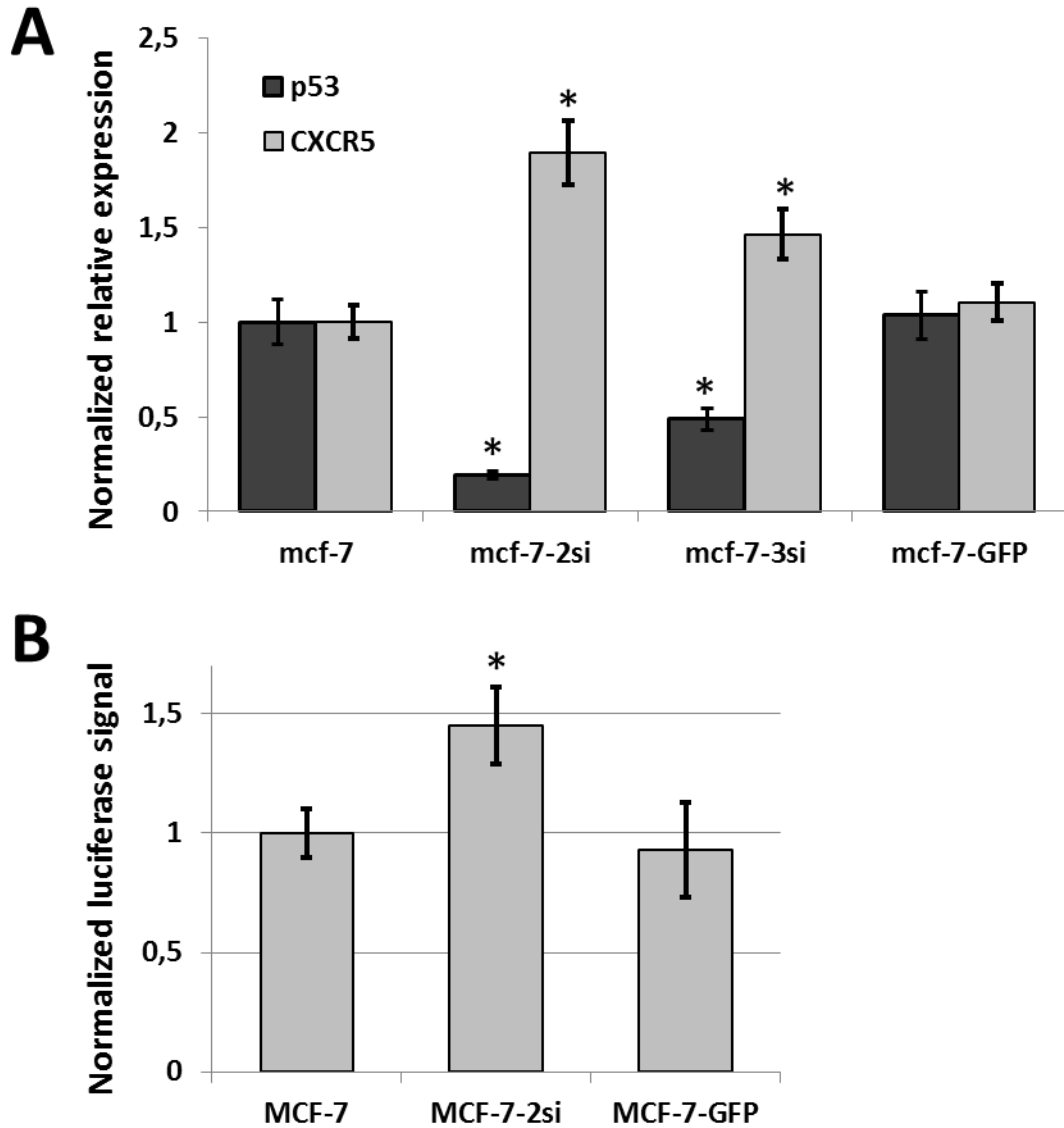 A
Normalized relative expression
2,5
2
1,5
1
0,5
0
p53
CXCR5
*
*
*
*
mcf-7 mcf-7-2si mcf-7-3si mcf-7-GFP
B
Normalized luciferase signal
1,5
1
0,5
0
*
MCF-7 MCF-7-2si MCF-7-GFP